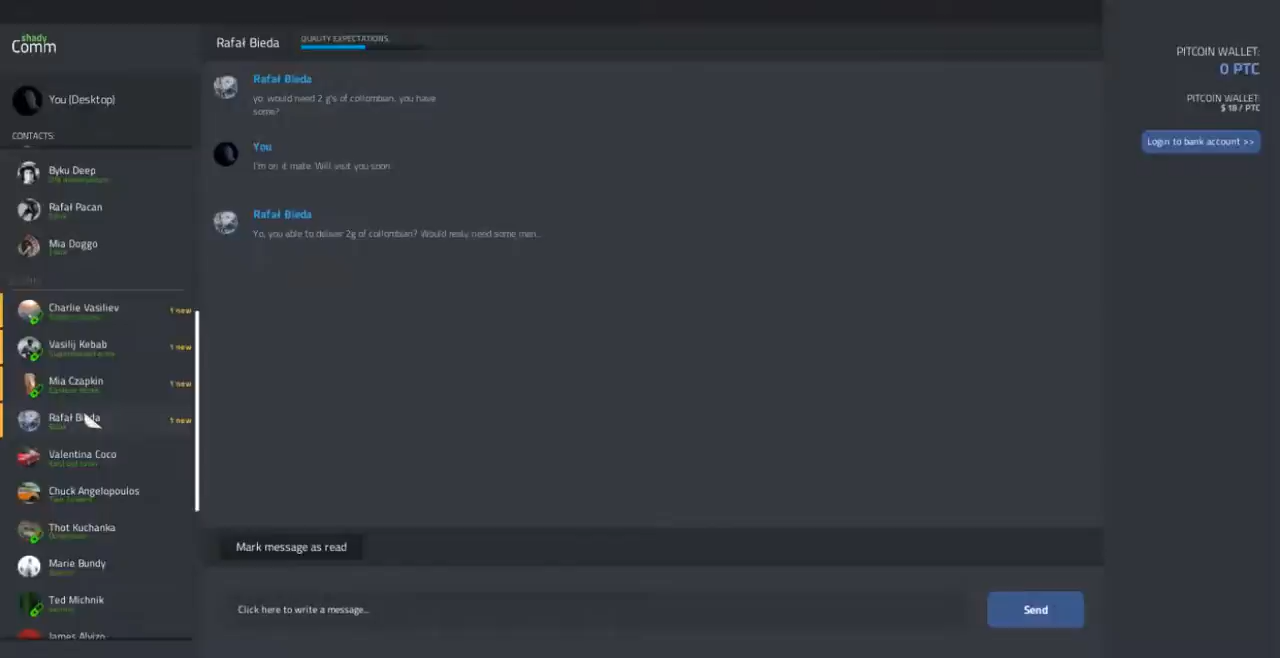 shady
Comm
You (Desktop)
CONTACTS:
Byku Deep
Rafał Pacan
Mia Doggo
Charlie Vasiliev
1 new
Vasilij Kebab
1 new
Mia Czapkin
1 new
Rafał Bieda
1 new
Valentina Coco
Chuck Angelopoulos
Thot Kuchanka
Marie Bundy
Ted Michnik
James Alvizo
Rafał Bieda
QUALITY EXPECTATIONS
Rafał Bieda
yo. would need 2 g's of collombian. you have
some?
You
I'm on it mate. Will visit you soon
Rafał Bieda
Yo, you able to deliver 2g of collombian? Would realy need some man...
Mark message as read
Click here to write a message...
Send
PITCOIN WALLET:
0 PTC
PITCOIN WALLET:
$ 18 / PTC
Login to bank account >>